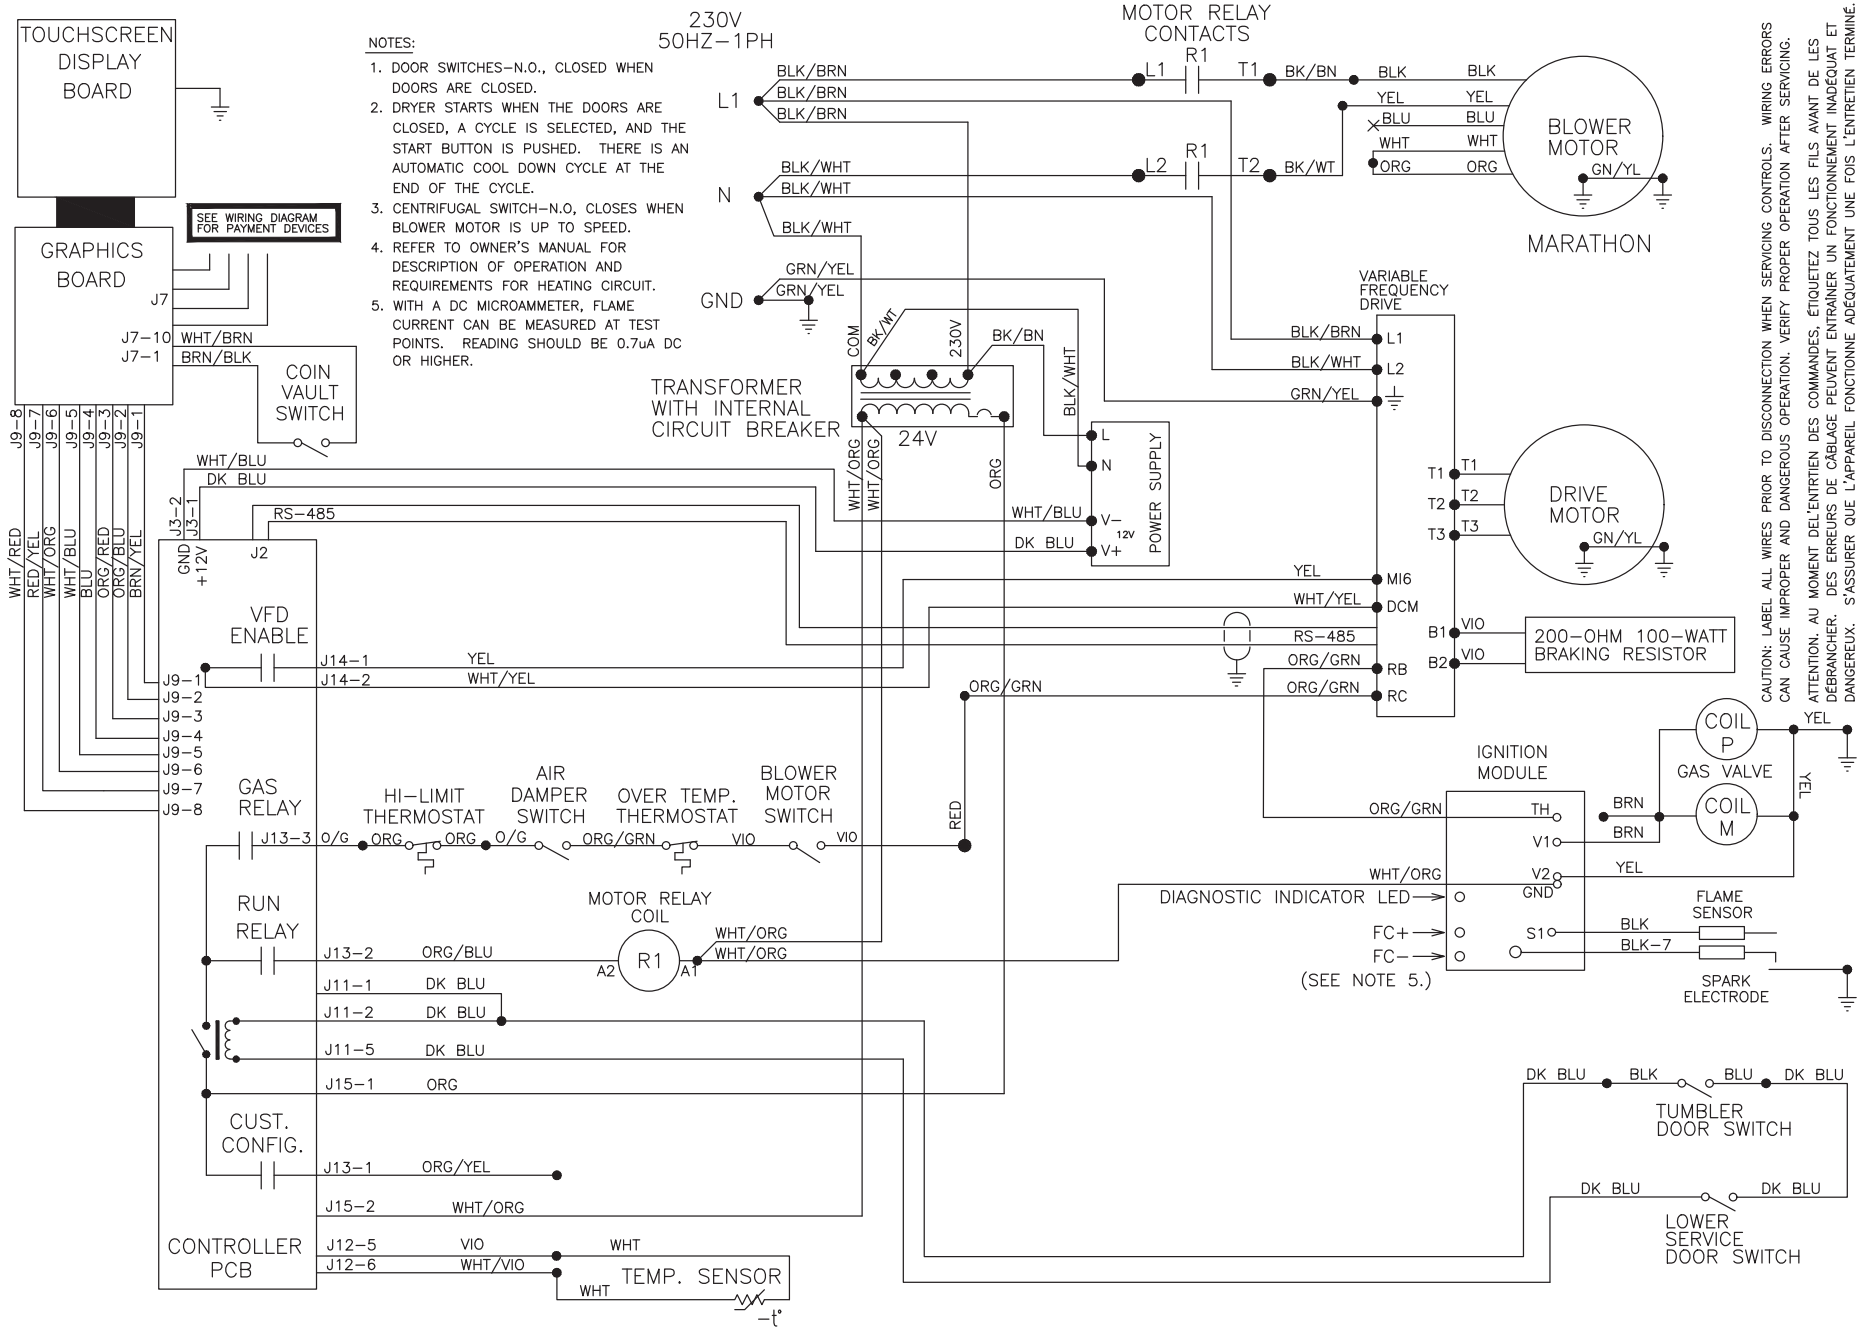 TOUCHSCREEN
DISPLAY
BOARD
SEE WIRING DIAGRAM
FOR PAYMENT DEVICES
GRAPHICS
BOARD
J7
J7-10
J7-1
WHT/BRN
BRN/BLK
COIN
VAULT
SWITCH
J9-8
J9-7
J9-6
J9-5
J9-4
J9-3
J9-2
J9-1
WHT/RED
RED/YEL
WHT/ORG
WHT/BLU
BLU
ORG/RED
ORG/BLU
BRN/YEL
NOTES:
1. DOOR SWITCHES-N.O., CLOSED WHEN
DOORS ARE CLOSED.
2. DRYER STARTS WHEN THE DOORS ARE
CLOSED, A CYCLE IS SELECTED, AND THE
START BUTTON IS PUSHED. THERE IS AN
AUTOMATIC COOL DOWN CYCLE AT THE
END OF THE CYCLE.
3. CENTRIFUGAL SWITCH-N.O, CLOSES WHEN
BLOWER MOTOR IS UP TO SPEED.
4. REFER TO OWNER'S MANUAL FOR
DESCRIPTION OF OPERATION AND
REQUIREMENTS FOR HEATING CIRCUIT.
5. WITH A DC MICROAMMETER, FLAME
CURRENT CAN BE MEASURED AT TEST
POINTS. READING SHOULD BE 0.7uA DC
OR HIGHER.
230V
50HZ-1PH
L1
BLK/BRN
BLK/BRN
BLK/BRN
N
BLK/WHT
BLK/WHT
BLK/WHT
GND
GRN/YEL
GRN/YEL
MOTOR RELAY
CONTACTS
L1 R1 T1 BK/BN BLK BLK
YEL YEL
BLU BLU
WHT WHT
ORG ORG
L2 R1 T2 BK/WT
BLOWER
MOTOR
GN/YL
MARATHON
COM
BK/WT
230V
BK/BN
BLK/WHT
TRANSFORMER
WITH INTERNAL
CIRCUIT BREAKER
24V
WHT/ORG
WHT/ORG
ORG
L
N
V-
12V
V+
POWER SUPPLY
WHT/BLU
DK BLU
VARIABLE
FREQUENCY
DRIVE
BLK/BRN L1
BLK/WHT L2
GRN/YEL
T1 T1
T2 T2
T3 T3
DRIVE
MOTOR
GN/YL
YEL MI6
WHT/YEL DCM
RS-485
ORG/GRN RB
ORG/GRN RC
B1 VIO
B2 VIO
200-OHM 100-WATT
BRAKING RESISTOR
WHT/BLU
DK BLU
RS-485
J3-2
J3-1
GND
+12V
J2
VFD
ENABLE
J14-1 YEL
J14-2 WHT/YEL
J9-1
J9-2
J9-3
J9-4
J9-5
J9-6
J9-7
J9-8
GAS
RELAY
J13-3 O/G ORG ORG O/G ORG/GRN VIO VIO
HI-LIMIT
THERMOSTAT
AIR
DAMPER
SWITCH
OVER TEMP.
THERMOSTAT
BLOWER
MOTOR
SWITCH
RED
ORG/GRN
RUN
RELAY
J13-2 ORG/BLU
MOTOR RELAY
COIL
A2 R1 A1
WHT/ORG
WHT/ORG
J11-1 DK BLU
J11-2 DK BLU
J11-5 DK BLU
J15-1 ORG
CUST.
CONFIG.
J13-1 ORG/YEL
J15-2 WHT/ORG
CONTROLLER
PCB
J12-5 VIO WHT
J12-6 WHT/VIO
WHT
TEMP. SENSOR
-t°
IGNITION
MODULE
ORG/GRN TH
V1
V2
GND
WHT/ORG
DIAGNOSTIC INDICATOR LED
FC+
FC-
(SEE NOTE 5.)
S1
BRN
BRN
YEL
COIL
P
GAS VALVE
COIL
M
YEL
YEL
FLAME
SENSOR
BLK
BLK-7
SPARK
ELECTRODE
DK BLU BLK BLU DK BLU
TUMBLER
DOOR SWITCH
DK BLU DK BLU
LOWER
SERVICE
DOOR SWITCH
CAUTION: LABEL ALL WIRES PRIOR TO DISCONNECTION WHEN SERVICING CONTROLS. WIRING ERRORS
CAN CAUSE IMPROPER AND DANGEROUS OPERATION. VERIFY PROPER OPERATION AFTER SERVICING.
ATTENTION. AU MOMENT DEL'ENTRTIEN DES COMMANDES, ÉTIQUETEZ TOUS LES FILS AVANT DE LES
DÉBRANCHER. DES ERREURS DE CÂBLAGE PEUVENT ENTRAÎNER UN FONCTIONNEMENT INADÉQUAT ET
DANGEREUX. S'ASSURER QUE L'APPAREIL FONCTIONNE ADÉQUATEMENT UNE FOIS L'ENTRETIEN TERMINÉ.